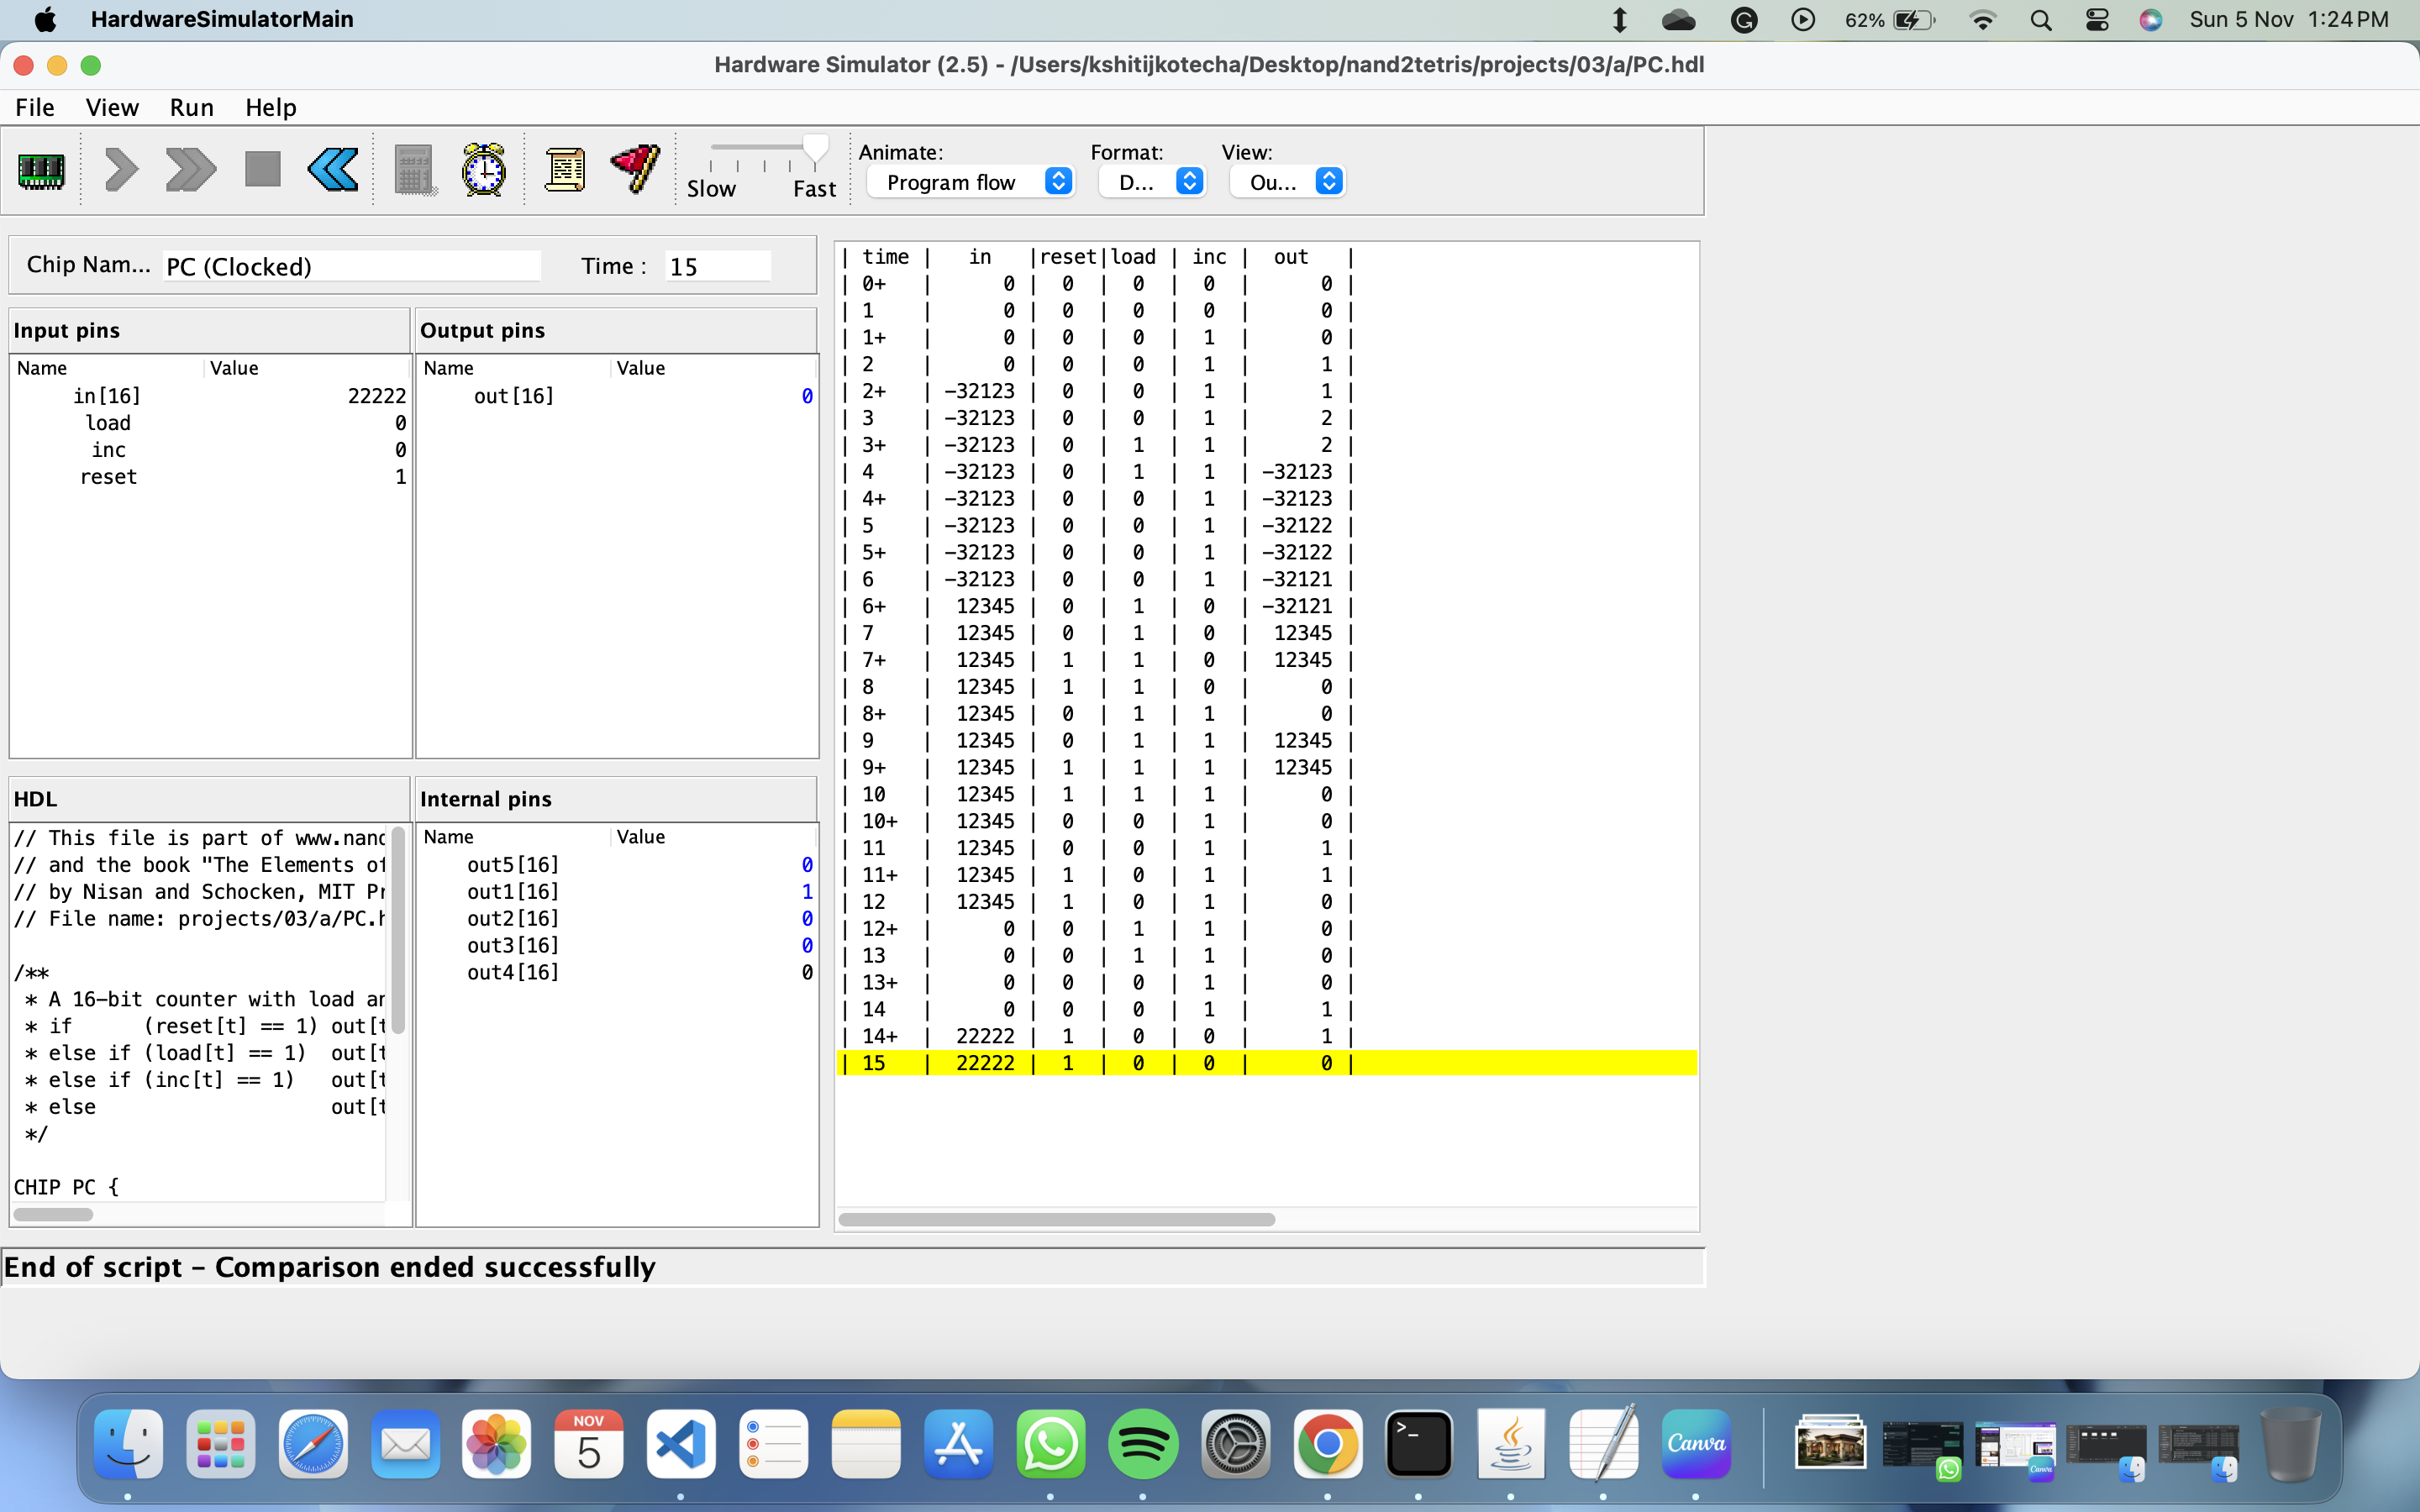 HardwareSimulatorMain 62% Sun 5 Nov 1:24 PM
Hardware Simulator (2.5) - /Users/kshitijkotecha/Desktop/nand2tetris/projects/03/a/PC.hdl
File View Run Help
Slow Fast
Animate: Format: View:
Program flow D... Ou...
Chip Nam... PC (Clocked) Time : 15
Input pins
Name Value
in[16] 22222
load 0
inc 0
reset 1
Output pins
Name Value
out[16] 0
HDL
// This file is part of www.nand
// and the book "The Elements of
// by Nisan and Schocken, MIT Pr
// File name: projects/03/a/PC.h
/**
* A 16-bit counter with load an
* if (reset[t] == 1) out[t
* else if (load[t] == 1) out[t
* else if (inc[t] == 1) out[t
* else out[t
*/
CHIP PC {
Internal pins
Name Value
out5[16] 0
out1[16] 1
out2[16] 0
out3[16] 0
out4[16] 0
| time | in |reset|load | inc | out |
| 0+ | 0 | 0 | 0 | 0 | 0 |
| 1 | 0 | 0 | 0 | 0 | 0 |
| 1+ | 0 | 0 | 0 | 1 | 0 |
| 2 | 0 | 0 | 0 | 1 | 1 |
| 2+ | -32123 | 0 | 0 | 1 | 1 |
| 3 | -32123 | 0 | 0 | 1 | 2 |
| 3+ | -32123 | 0 | 1 | 1 | 2 |
| 4 | -32123 | 0 | 1 | 1 | -32123 |
| 4+ | -32123 | 0 | 0 | 1 | -32123 |
| 5 | -32123 | 0 | 0 | 1 | -32122 |
| 5+ | -32123 | 0 | 0 | 1 | -32122 |
| 6 | -32123 | 0 | 0 | 1 | -32121 |
| 6+ | 12345 | 0 | 1 | 0 | -32121 |
| 7 | 12345 | 0 | 1 | 0 | 12345 |
| 7+ | 12345 | 1 | 1 | 0 | 12345 |
| 8 | 12345 | 1 | 1 | 0 | 0 |
| 8+ | 12345 | 0 | 1 | 1 | 0 |
| 9 | 12345 | 0 | 1 | 1 | 12345 |
| 9+ | 12345 | 1 | 1 | 1 | 12345 |
| 10 | 12345 | 1 | 1 | 1 | 0 |
| 10+ | 12345 | 0 | 0 | 1 | 0 |
| 11 | 12345 | 0 | 0 | 1 | 1 |
| 11+ | 12345 | 1 | 0 | 1 | 1 |
| 12 | 12345 | 1 | 0 | 1 | 0 |
| 12+ | 0 | 0 | 1 | 1 | 0 |
| 13 | 0 | 0 | 1 | 1 | 0 |
| 13+ | 0 | 0 | 0 | 1 | 0 |
| 14 | 0 | 0 | 0 | 1 | 1 |
| 14+ | 22222 | 1 | 0 | 0 | 1 |
| 15 | 22222 | 1 | 0 | 0 | 0 |
End of script - Comparison ended successfully
NOV
5
>_
Canva